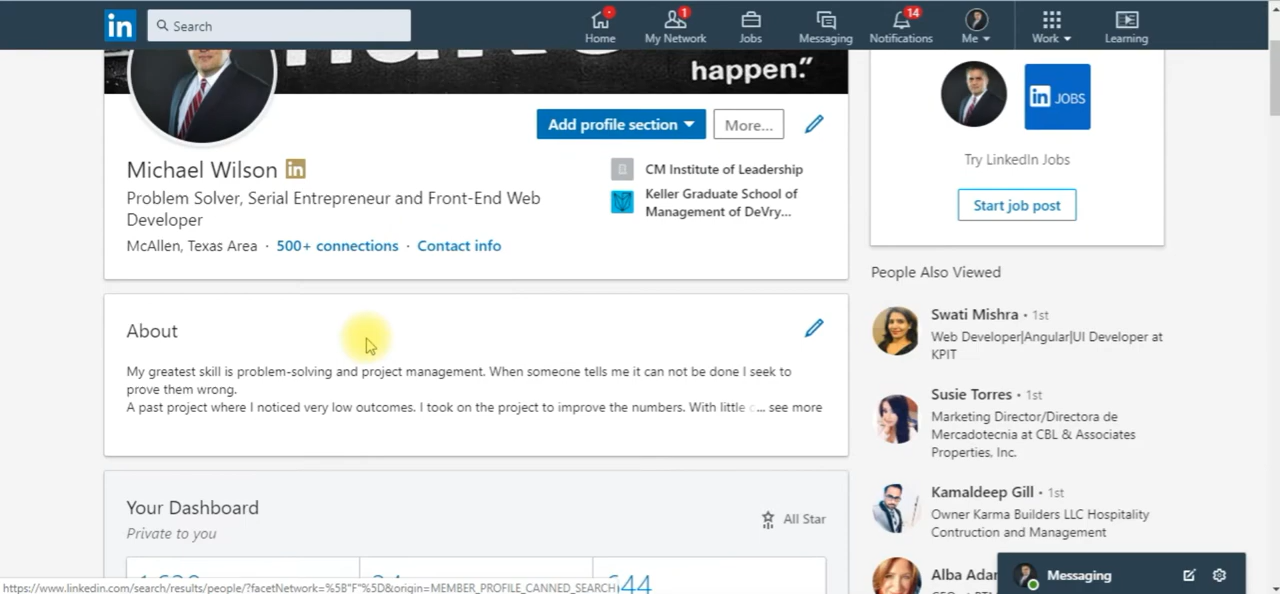 in
Search
Home
1
My Network
Jobs
Messaging
14
Notifications
Me
Work
Learning
happen."
Add profile section
More...
Michael Wilson in
Problem Solver, Serial Entrepreneur and Front-End Web
Developer
McAllen, Texas Area · 500+ connections · Contact info
CM Institute of Leadership
Keller Graduate School of
Management of DeVry...
in JOBS
Try LinkedIn Jobs
Start job post
About
My greatest skill is problem-solving and project management. When someone tells me it can not be done I seek to
prove them wrong.
A past project where I noticed very low outcomes. I took on the project to improve the numbers. With little c... see more
Your Dashboard
Private to you
All Star
44
People Also Viewed
Swati Mishra • 1st
Web Developer|Angular|UI Developer at
KPIT
Susie Torres • 1st
Marketing Director/Directora de
Mercadotecnia at CBL & Associates
Properties, Inc.
Kamaldeep Gill • 1st
Owner Karma Builders LLC Hospitality
Contruction and Management
Alba Adar
Messaging
https://www.linkedin.com/search/results/people/?facetNetwork=%5B"F"%5D&origin=MEMBER_PROFILE_CANNED_SEARCH